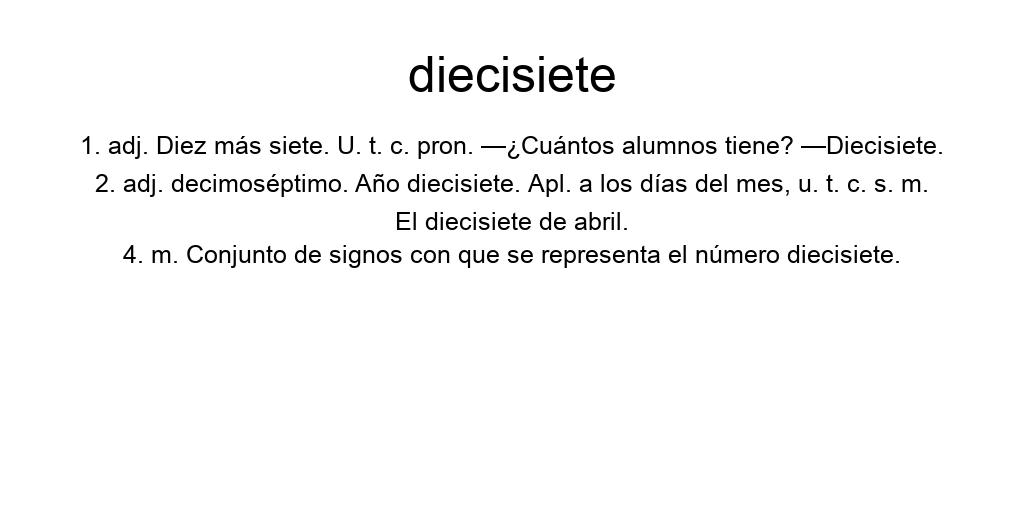 diecisiete
1. adj. Diez más siete. U. t. c. pron. —¿Cuántos alumnos tiene? —Diecisiete.
2. adj. decimoséptimo. Año diecisiete. Apl. a los días del mes, u. t. c. s. m.
El diecisiete de abril.
4. m. Conjunto de signos con que se representa el número diecisiete.